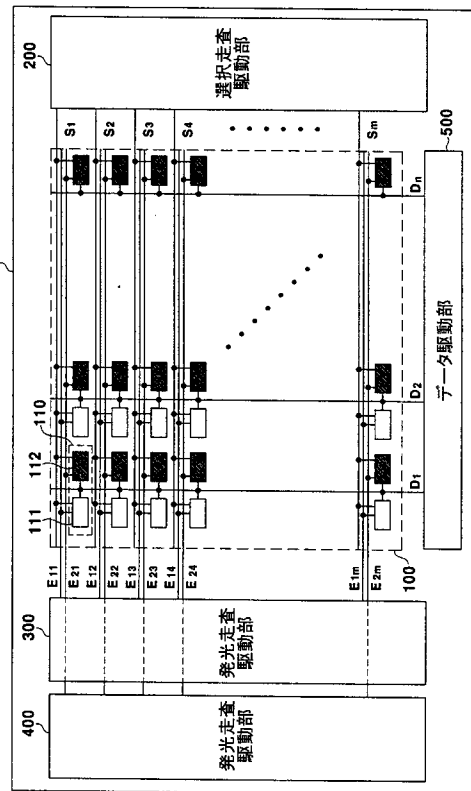 200
選択走査
駆動部
S1
S2
S3
S4
Sm
500
データ駆動部
Dn
D2
D1
110
112
111
100
E11
E21
E12
E22
E13
E23
E14
E24
E1m
E2m
300
発光走査
駆動部
400
発光走査
駆動部